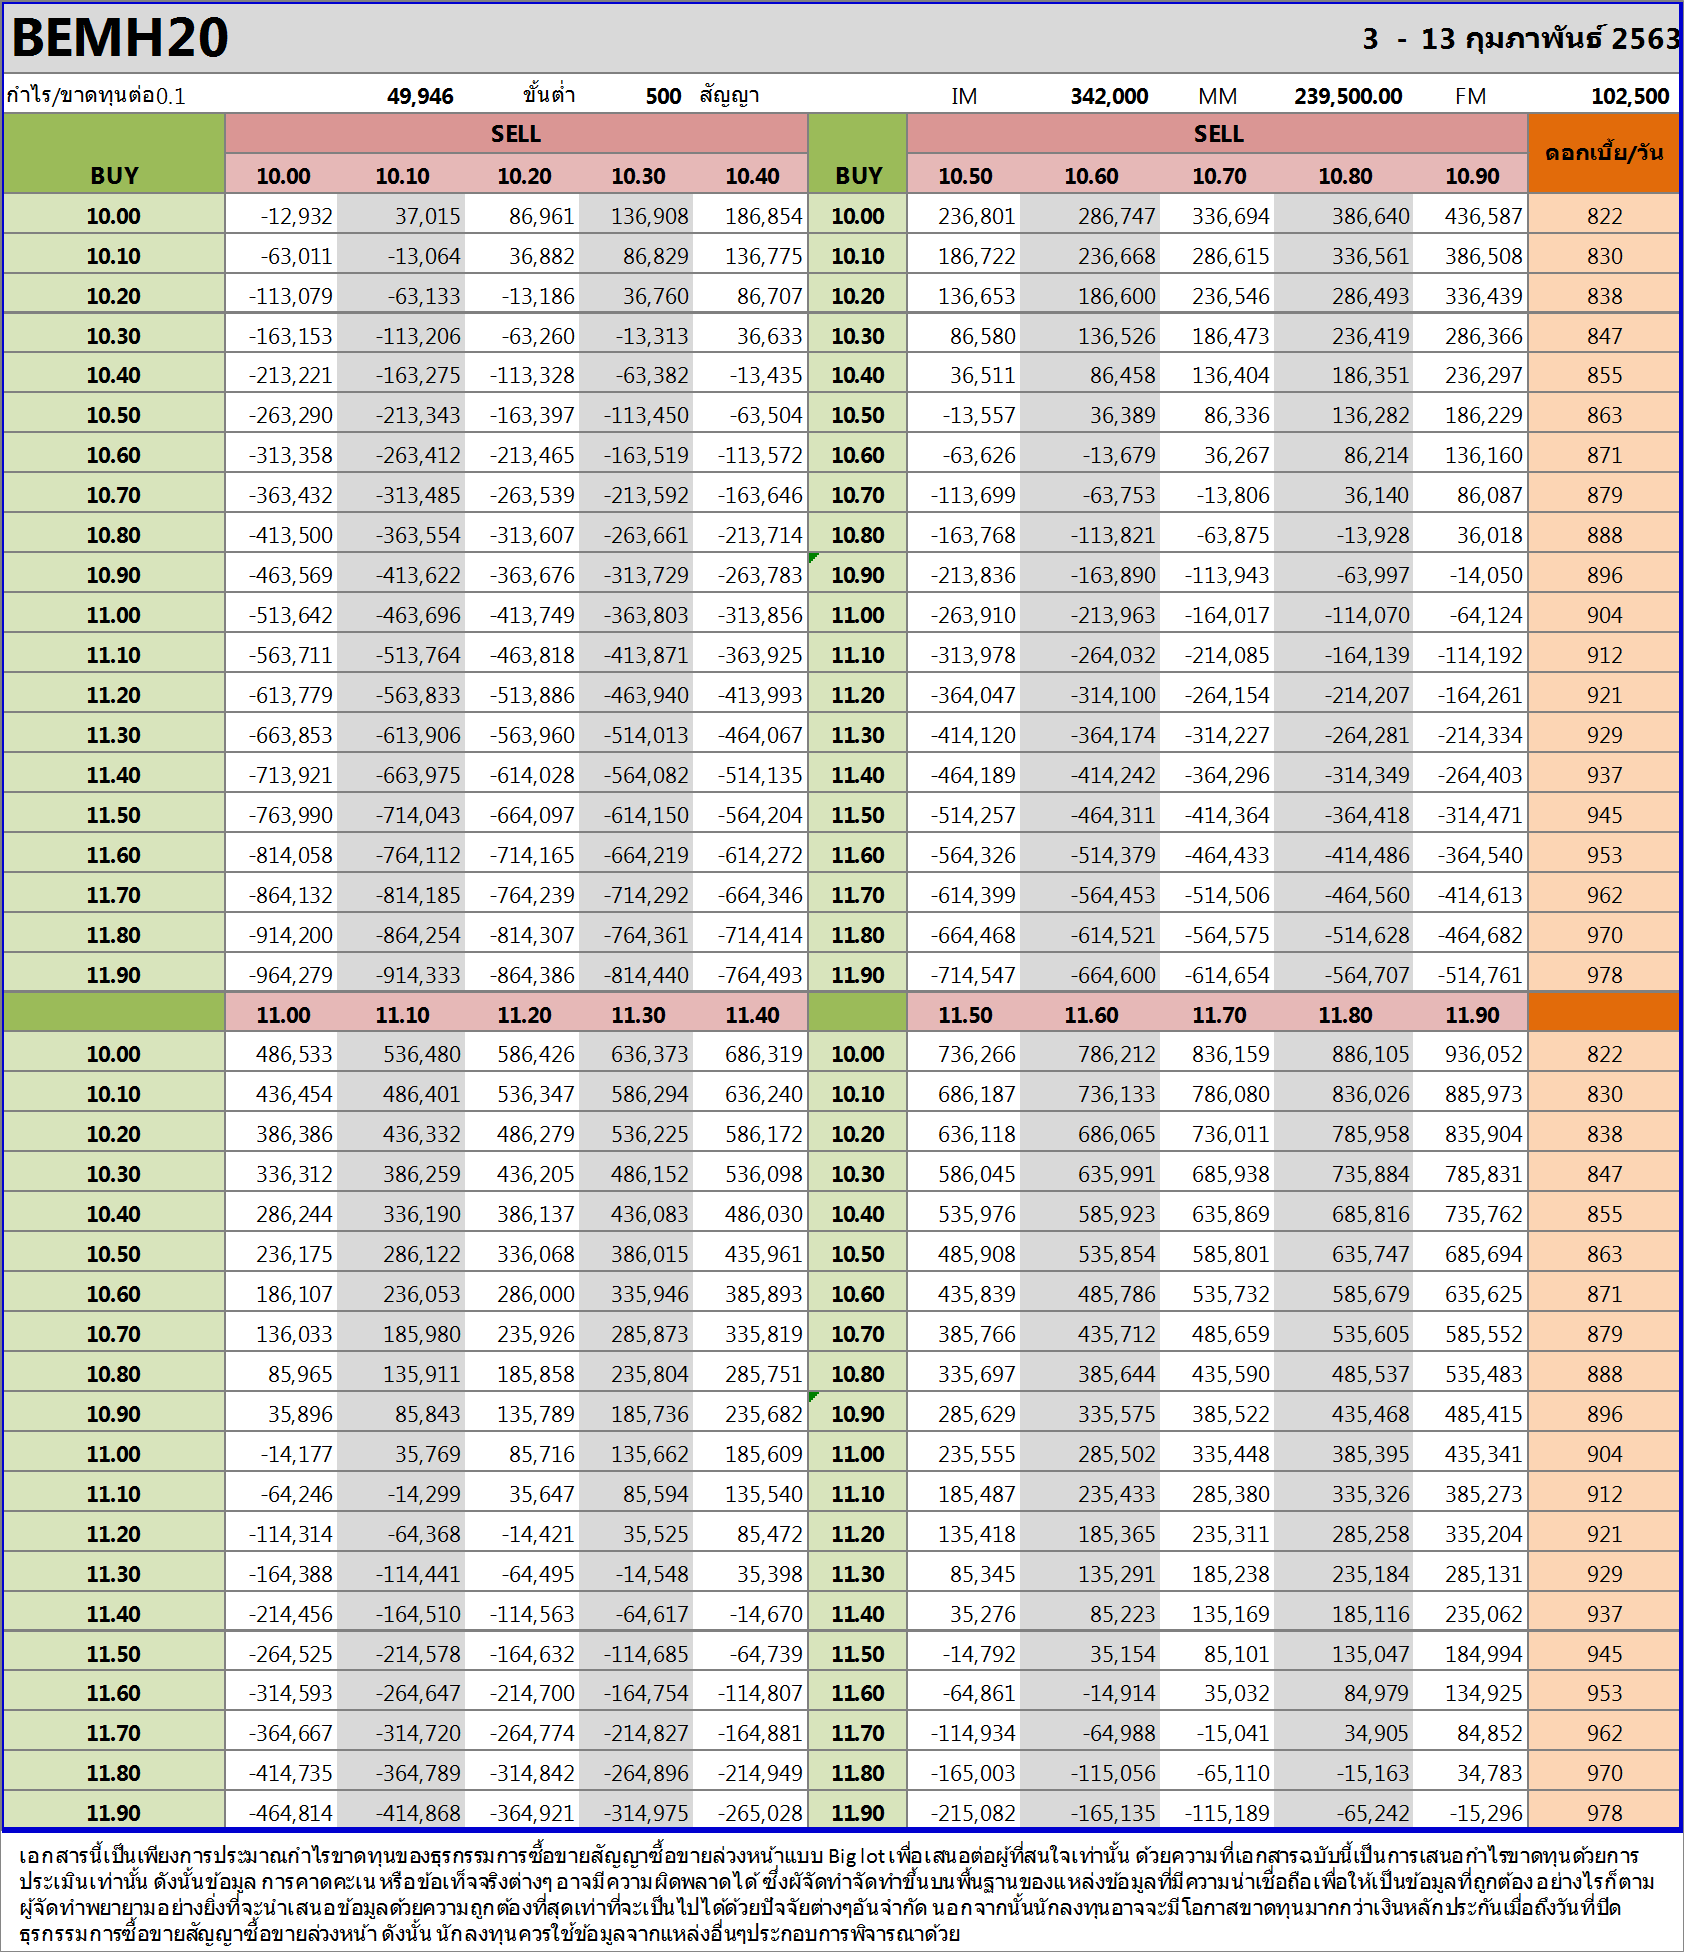 BEMH20 3 - 13 กุมภาพันธ์ 2563
กำไร/ขาดทุนต่อ0.1 49,946 ขั้นต่ำ 500 สัญญา IM 342,000 MM 239,500.00 FM 102,500
SELL SELL ดอกเบี้ย/วัน
BUY 10.00 10.10 10.20 10.30 10.40 BUY 10.50 10.60 10.70 10.80 10.90
10.00 -12,932 37,015 86,961 136,908 186,854 10.00 236,801 286,747 336,694 386,640 436,587 822
10.10 -63,011 -13,064 36,882 86,829 136,775 10.10 186,722 236,668 286,615 336,561 386,508 830
10.20 -113,079 -63,133 -13,186 36,760 86,707 10.20 136,653 186,600 236,546 286,493 336,439 838
10.30 -163,153 -113,206 -63,260 -13,313 36,633 10.30 86,580 136,526 186,473 236,419 286,366 847
10.40 -213,221 -163,275 -113,328 -63,382 -13,435 10.40 36,511 86,458 136,404 186,351 236,297 855
10.50 -263,290 -213,343 -163,397 -113,450 -63,504 10.50 -13,557 36,389 86,336 136,282 186,229 863
10.60 -313,358 -263,412 -213,465 -163,519 -113,572 10.60 -63,626 -13,679 36,267 86,214 136,160 871
10.70 -363,432 -313,485 -263,539 -213,592 -163,646 10.70 -113,699 -63,753 -13,806 36,140 86,087 879
10.80 -413,500 -363,554 -313,607 -263,661 -213,714 10.80 -163,768 -113,821 -63,875 -13,928 36,018 888
10.90 -463,569 -413,622 -363,676 -313,729 -263,783 10.90 -213,836 -163,890 -113,943 -63,997 -14,050 896
11.00 -513,642 -463,696 -413,749 -363,803 -313,856 11.00 -263,910 -213,963 -164,017 -114,070 -64,124 904
11.10 -563,711 -513,764 -463,818 -413,871 -363,925 11.10 -313,978 -264,032 -214,085 -164,139 -114,192 912
11.20 -613,779 -563,833 -513,886 -463,940 -413,993 11.20 -364,047 -314,100 -264,154 -214,207 -164,261 921
11.30 -663,853 -613,906 -563,960 -514,013 -464,067 11.30 -414,120 -364,174 -314,227 -264,281 -214,334 929
11.40 -713,921 -663,975 -614,028 -564,082 -514,135 11.40 -464,189 -414,242 -364,296 -314,349 -264,403 937
11.50 -763,990 -714,043 -664,097 -614,150 -564,204 11.50 -514,257 -464,311 -414,364 -364,418 -314,471 945
11.60 -814,058 -764,112 -714,165 -664,219 -614,272 11.60 -564,326 -514,379 -464,433 -414,486 -364,540 953
11.70 -864,132 -814,185 -764,239 -714,292 -664,346 11.70 -614,399 -564,453 -514,506 -464,560 -414,613 962
11.80 -914,200 -864,254 -814,307 -764,361 -714,414 11.80 -664,468 -614,521 -564,575 -514,628 -464,682 970
11.90 -964,279 -914,333 -864,386 -814,440 -764,493 11.90 -714,547 -664,600 -614,654 -564,707 -514,761 978
11.00 11.10 11.20 11.30 11.40 11.50 11.60 11.70 11.80 11.90
10.00 486,533 536,480 586,426 636,373 686,319 10.00 736,266 786,212 836,159 886,105 936,052 822
10.10 436,454 486,401 536,347 586,294 636,240 10.10 686,187 736,133 786,080 836,026 885,973 830
10.20 386,386 436,332 486,279 536,225 586,172 10.20 636,118 686,065 736,011 785,958 835,904 838
10.30 336,312 386,259 436,205 486,152 536,098 10.30 586,045 635,991 685,938 735,884 785,831 847
10.40 286,244 336,190 386,137 436,083 486,030 10.40 535,976 585,923 635,869 685,816 735,762 855
10.50 236,175 286,122 336,068 386,015 435,961 10.50 485,908 535,854 585,801 635,747 685,694 863
10.60 186,107 236,053 286,000 335,946 385,893 10.60 435,839 485,786 535,732 585,679 635,625 871
10.70 136,033 185,980 235,926 285,873 335,819 10.70 385,766 435,712 485,659 535,605 585,552 879
10.80 85,965 135,911 185,858 235,804 285,751 10.80 335,697 385,644 435,590 485,537 535,483 888
10.90 35,896 85,843 135,789 185,736 235,682 10.90 285,629 335,575 385,522 435,468 485,415 896
11.00 -14,177 35,769 85,716 135,662 185,609 11.00 235,555 285,502 335,448 385,395 435,341 904
11.10 -64,246 -14,299 35,647 85,594 135,540 11.10 185,487 235,433 285,380 335,326 385,273 912
11.20 -114,314 -64,368 -14,421 35,525 85,472 11.20 135,418 185,365 235,311 285,258 335,204 921
11.30 -164,388 -114,441 -64,495 -14,548 35,398 11.30 85,345 135,291 185,238 235,184 285,131 929
11.40 -214,456 -164,510 -114,563 -64,617 -14,670 11.40 35,276 85,223 135,169 185,116 235,062 937
11.50 -264,525 -214,578 -164,632 -114,685 -64,739 11.50 -14,792 35,154 85,101 135,047 184,994 945
11.60 -314,593 -264,647 -214,700 -164,754 -114,807 11.60 -64,861 -14,914 35,032 84,979 134,925 953
11.70 -364,667 -314,720 -264,774 -214,827 -164,881 11.70 -114,934 -64,988 -15,041 34,905 84,852 962
11.80 -414,735 -364,789 -314,842 -264,896 -214,949 11.80 -165,003 -115,056 -65,110 -15,163 34,783 970
11.90 -464,814 -414,868 -364,921 -314,975 -265,028 11.90 -215,082 -165,135 -115,189 -65,242 -15,296 978
เอกสารนี้เป็นเพียงการประมาณกำไรขาดทุนของธุรกรรมการซื้อขายสัญญาซื้อขายล่วงหน้าแบบ Big lot เพื่อเสนอต่อผู้ที่สนใจเท่านั้น ด้วยความที่เอกสารฉบับนี้เป็นการเสนอกำไรขาดทุนด้วยการ
ประเมินเท่านั้น ดังนั้นข้อมูล การคาดคะเน หรือข้อเท็จจริงต่างๆ อาจมีความผิดพลาดได้ ซึ่งผู้จัดทำจัดทำขึ้นบนพื้นฐานของแหล่งข้อมูลที่มีความน่าเชื่อถือเพื่อให้เป็นข้อมูลที่ถูกต้อง อย่างไรก็ตาม
ผู้จัดทำพยายามอย่างยิ่งที่จะนำเสนอข้อมูลด้วยความถูกต้องที่สุดเท่าที่จะเป็นไปได้ด้วยปัจจัยต่างๆอันจำกัด นอกจากนั้นนักลงทุนอาจจะมีโอกาสขาดทุนมากกว่าเงินหลักประกันเมื่อถึงวันที่ปิด
ธุรกรรมการซื้อขายสัญญาซื้อขายล่วงหน้า ดังนั้น นักลงทุนควรใช้ข้อมูลจากแหล่งอื่นๆประกอบการพิจารณาด้วย